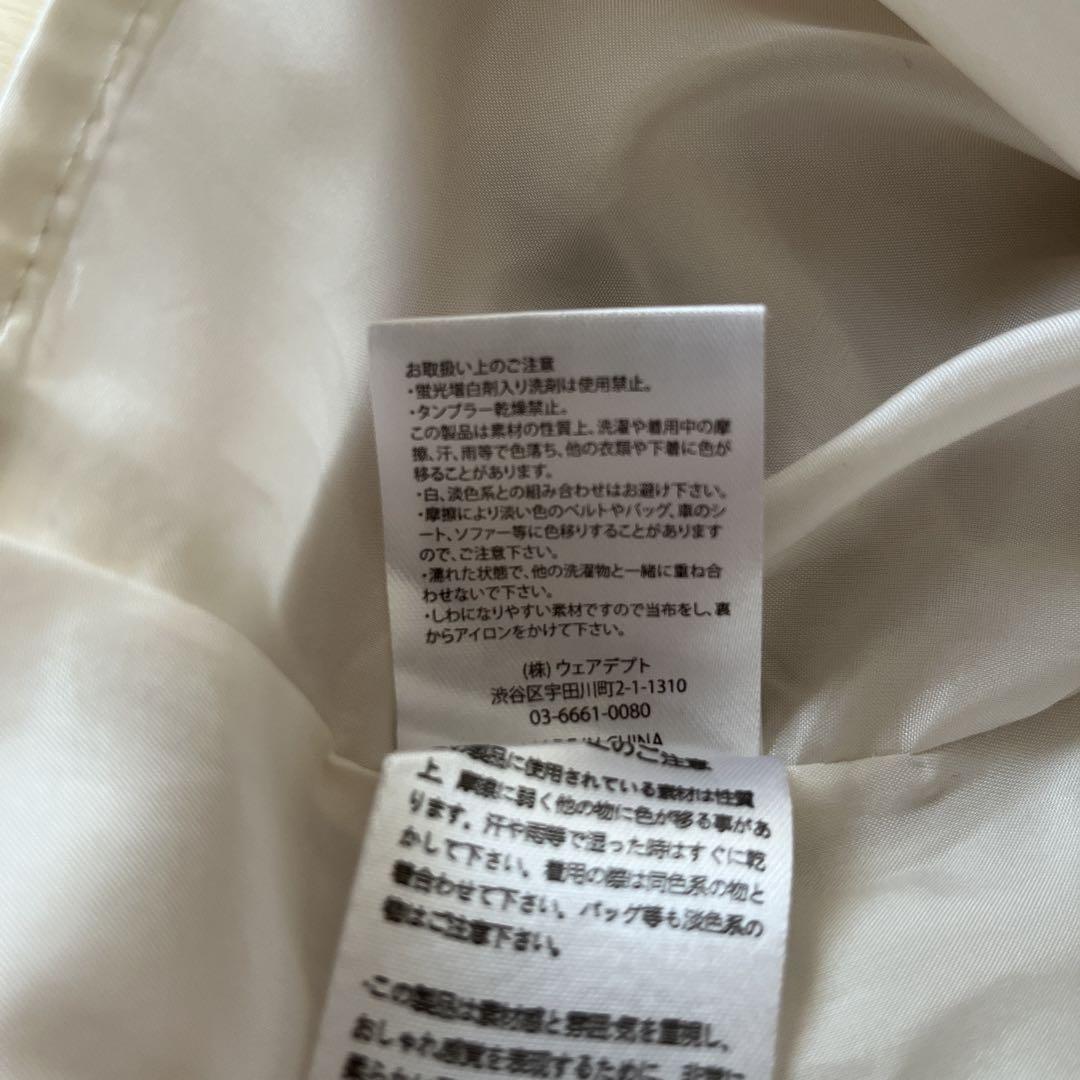 お取扱い上のご注意
・蛍光増白剤入り洗剤は使用禁止。
・タンブラー乾燥禁止。
この製品は素材の性質上、洗濯や着用中の摩
擦、汗、雨等で色落ち、他の衣類や下着に色が
移ることがあります。
・白、淡色系との組み合わせはお避け下さい。
・摩擦により淡い色のベルトやバッグ、車のシ
ート、ソファー等に色移りすることがあります
ので、ご注意下さい。
・濡れた状態で、他の洗濯物と一緒に重ね合
わせないで下さい。
・しわになりやすい素材ですので当布をし、裏
からアイロンをかけて下さい。
(株)ウェアデプト
渋谷区宇田川町2-1-1310
03-6661-0080
CHINA
のご注意
製品に使用されている素材は性質
上 摩擦に弱く他の物に色が移る事があ
ります。汗や雨等で湿った時はすぐに乾
かして下さい。着用の際は同色系の物と
組合わせて下さい。バッグ等も淡色系の
物はご注意下さい。
・この製品は素材感と雰囲気を重視し、
おしゃれ感覚を表現するために、非常に